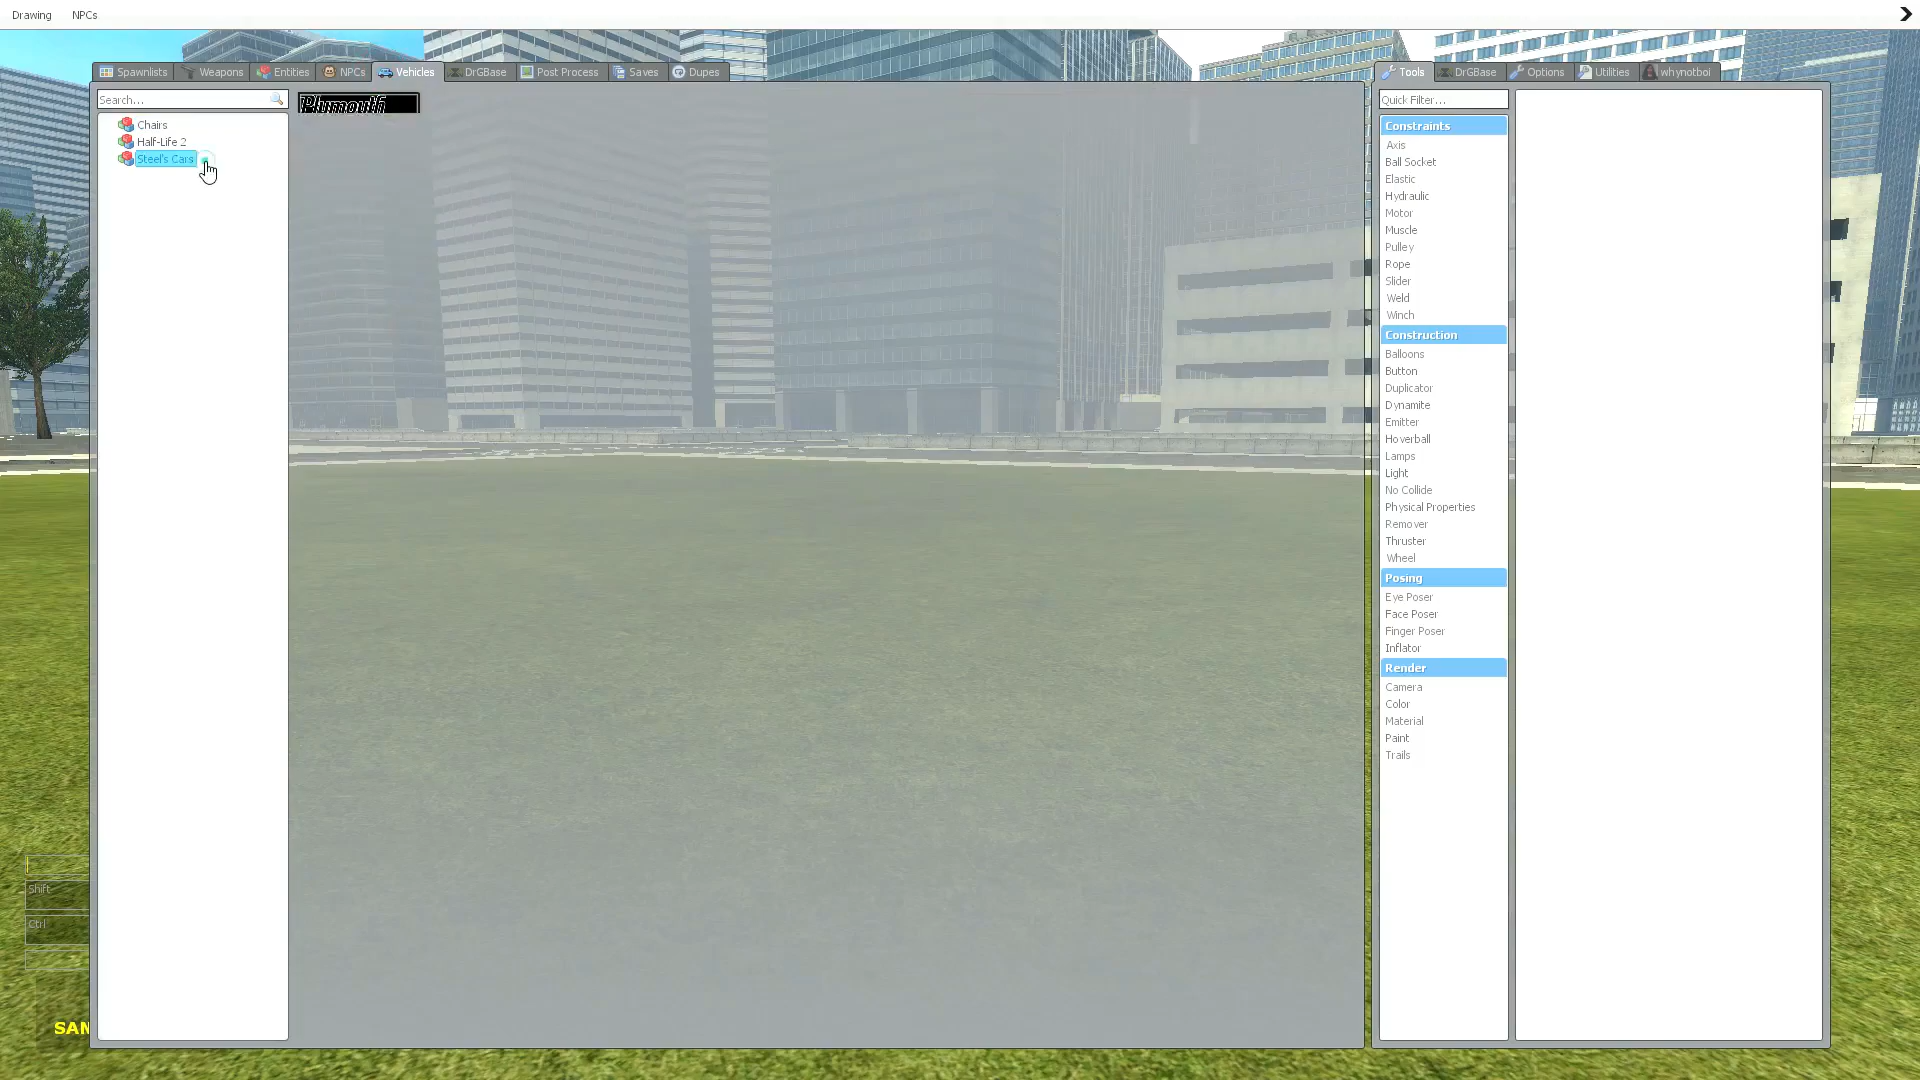 Drawing NPCs
Spawnlists Weapons Entities NPCs Vehicles DrGBase Post Process Saves Dupes
Tools DrGBase Options Utilities whynotboi
Search...
Plymouth
Quick Filter...
Chairs
Half-Life 2
Steel's Cars
Constraints
Axis
Ball Socket
Elastic
Hydraulic
Motor
Muscle
Pulley
Rope
Slider
Weld
Winch
Construction
Balloons
Button
Duplicator
Dynamite
Emitter
Hoverball
Lamps
Light
No Collide
Physical Properties
Remover
Thruster
Wheel
Posing
Eye Poser
Face Poser
Finger Poser
Inflator
Render
Camera
Color
Material
Paint
Trails
Shift
Ctrl
SAN